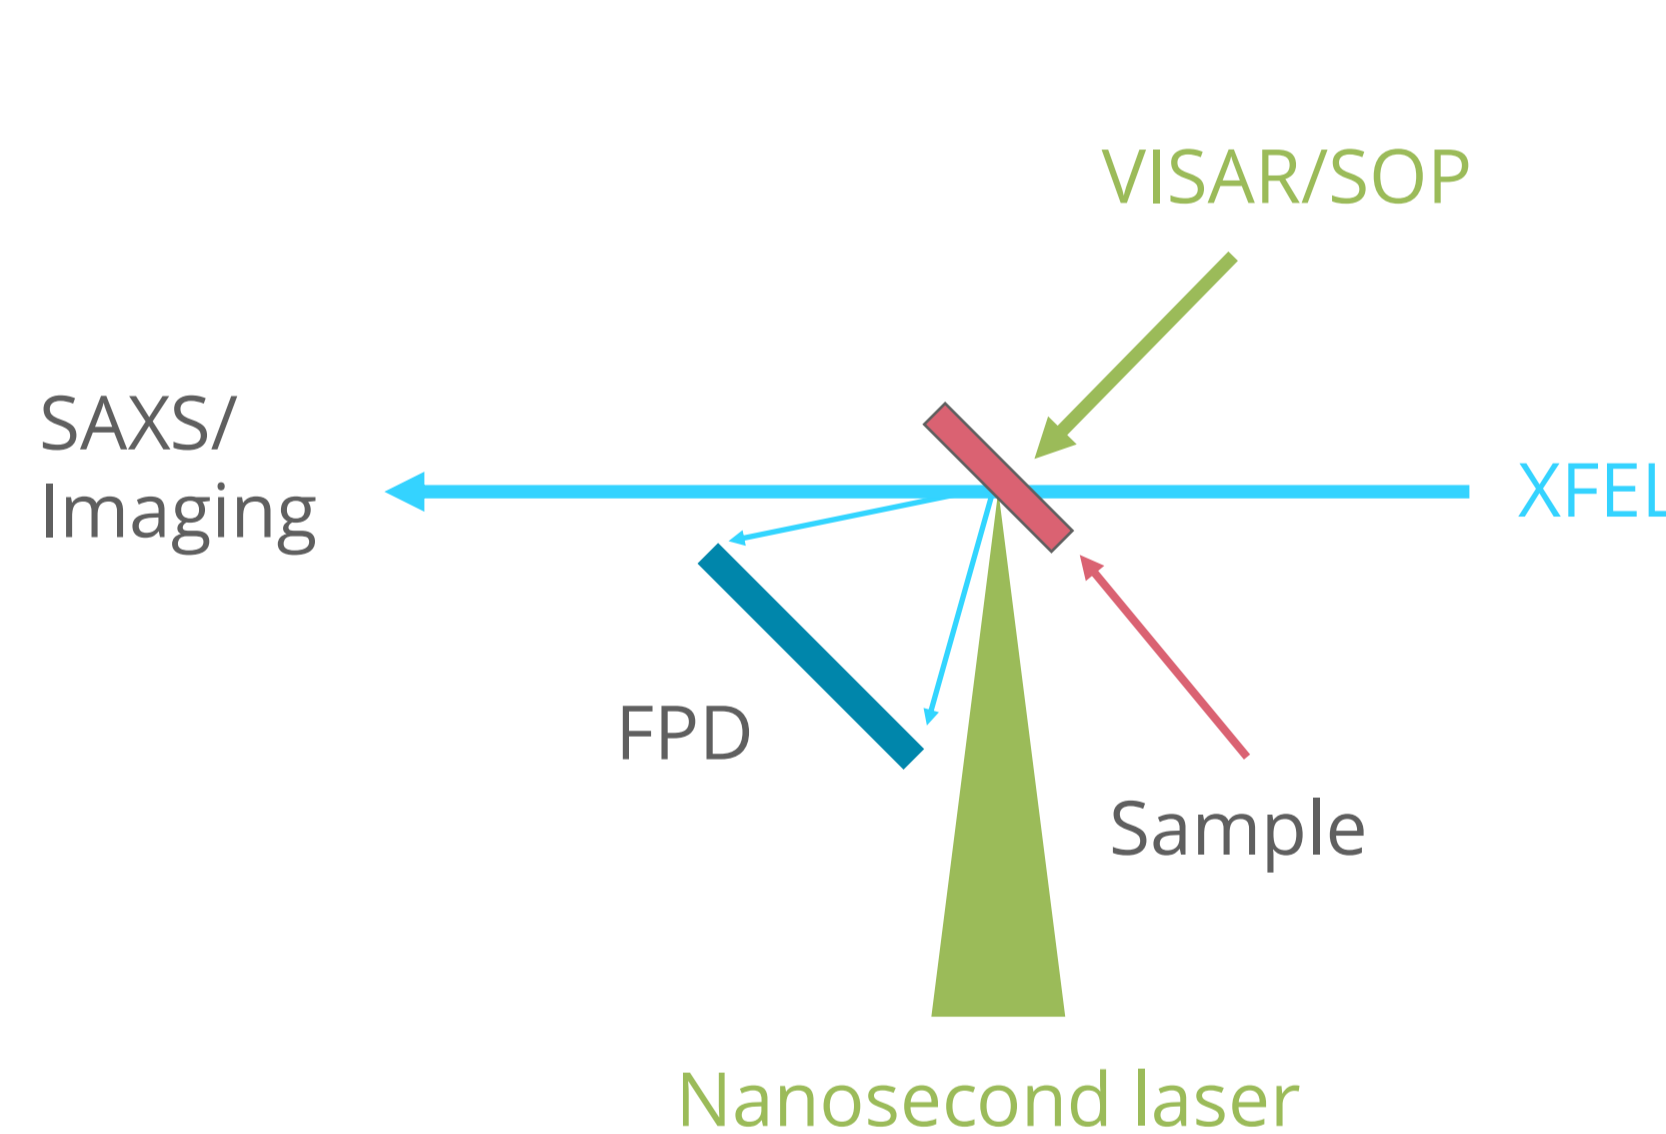 VISAR/SOP
SAXS/
Imaging
XFEL
FPD
Sample
Nanosecond laser